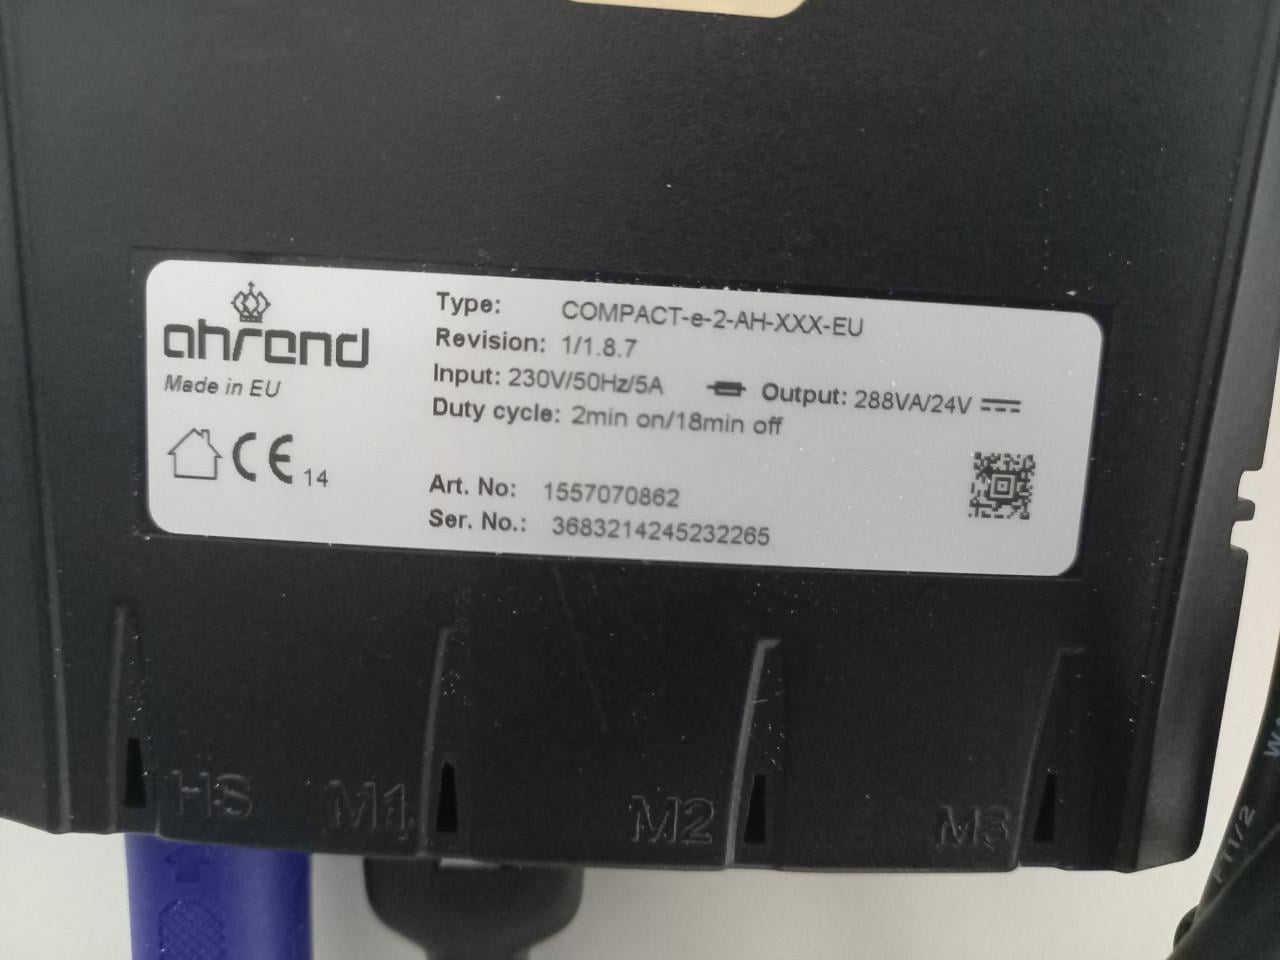 ahrend
Made in EU
CE 14
Type: COMPACT-e-2-AH-XXX-EU
Revision: 1/1.8.7
Input: 230V/50Hz/5A Output: 288VA/24V
Duty cycle: 2min on/18min off
Art. No: 1557070862
Ser. No.: 3683214245232265
HS M1 M2 M3